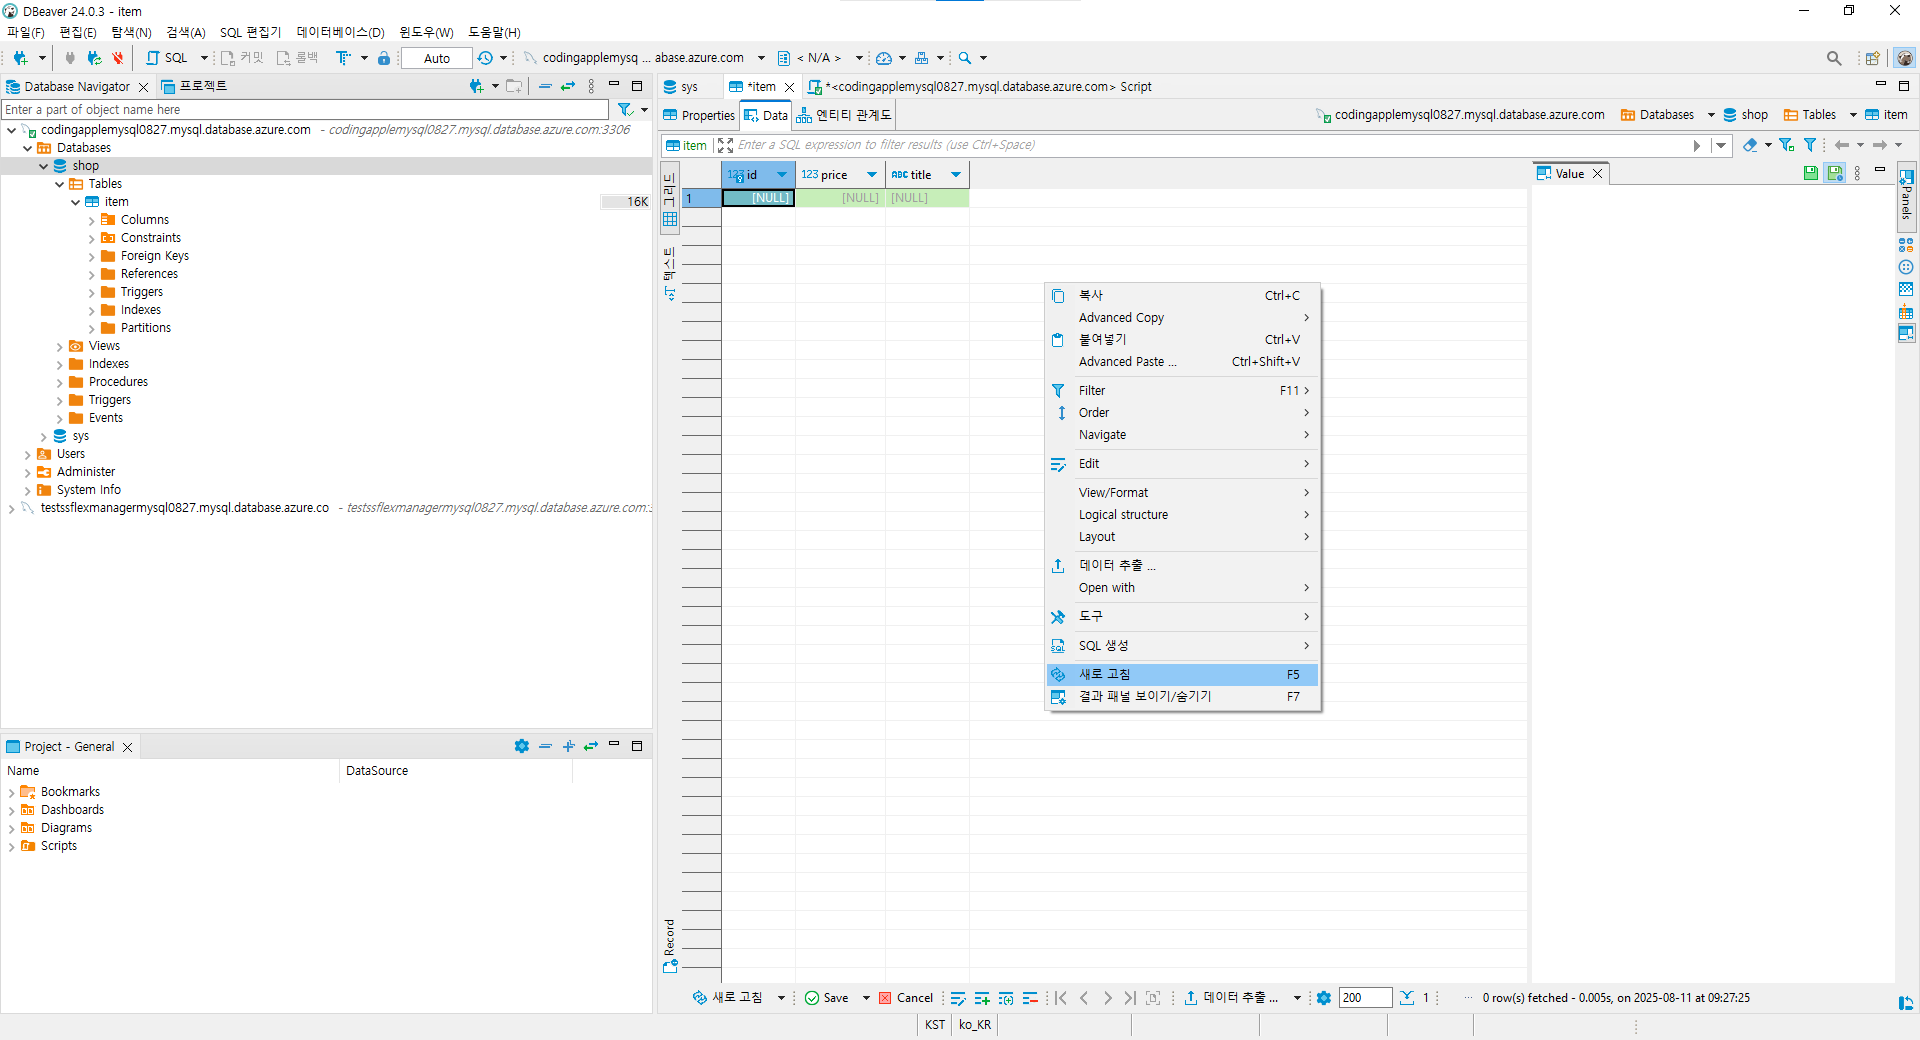 DBeaver 24.0.3 - item
파일(F) 편집(E) 탐색(N) 검색(A) SQL 편집기 데이터베이스(D) 윈도우(W) 도움말(H)
SQL 커밋 롤백 Auto codingapplemysq ... abase.azure.com < N/A >
Database Navigator 프로젝트
Enter a part of object name here
codingapplemysql0827.mysql.database.azure.com - codingapplemysql0827.mysql.database.azure.com:3306
Databases
shop
Tables
item 16K
Columns
Constraints
Foreign Keys
References
Triggers
Indexes
Partitions
Views
Indexes
Procedures
Triggers
Events
sys
Users
Administer
System Info
testssflexmanagermysql0827.mysql.database.azure.co - testssflexmanagermysql0827.mysql.database.azure.com:3
Project - General
Name DataSource
Bookmarks
Dashboards
Diagrams
Scripts
sys *item *<codingapplemysql0827.mysql.database.azure.com> Script
Properties Data 엔티티 관계도 codingapplemysql0827.mysql.database.azure.com Databases shop Tables item
item Enter a SQL expression to filter results (use Ctrl+Space)
그리드
텍스트
Record
123 id 123 price ABC title
1 [NULL] [NULL] [NULL]
복사 Ctrl+C
Advanced Copy
붙여넣기 Ctrl+V
Advanced Paste ... Ctrl+Shift+V
Filter F11
Order
Navigate
Edit
View/Format
Logical structure
Layout
데이터 추출 ...
Open with
도구
SQL 생성
새로 고침 F5
결과 패널 보이기/숨기기 F7
Value
Panels
새로 고침 Save Cancel 데이터 추출 ... 200 1 ... 0 row(s) fetched - 0.005s, on 2025-08-11 at 09:27:25
KST ko_KR